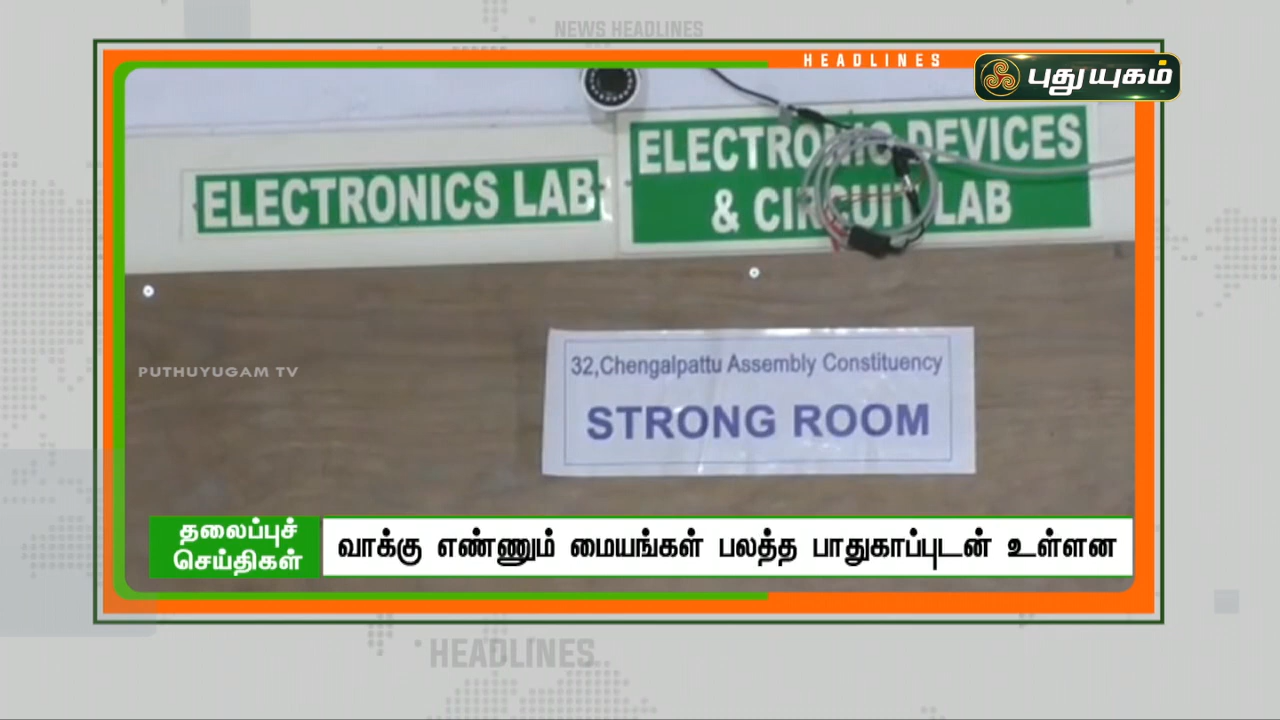 NEWS HEADLINES
HEADLINES
புதுயுகம்
ELECTRONICS LAB
ELECTRONIC DEVICES
& CIRCUIT LAB
PUTHUYUGAM TV
32,Chengalpattu Assembly Constituency
STRONG ROOM
தலைப்புச்
செய்திகள்
வாக்கு எண்ணும் மையங்கள் பலத்த பாதுகாப்புடன் உள்ளன
HEADLINES